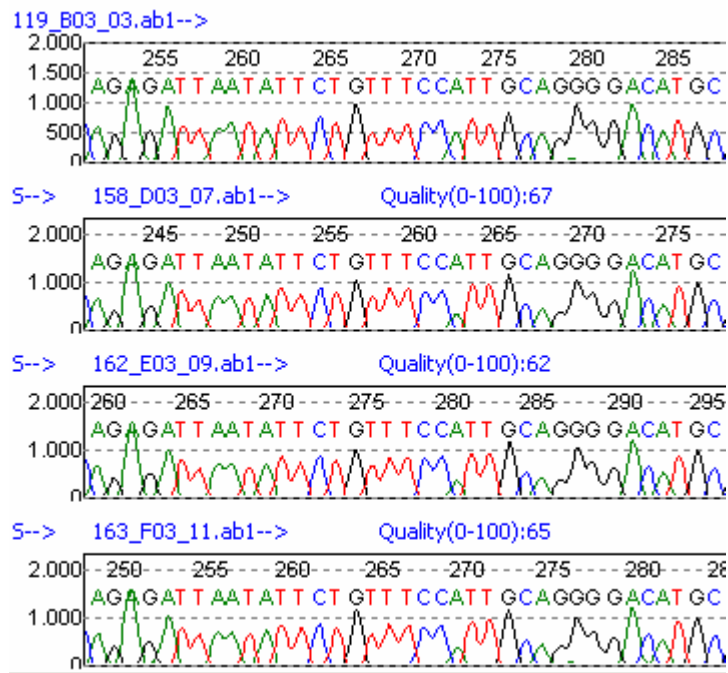 119_B03_03.ab1-->
2.000 255 260 265 270 275 280 285
1.500 AGAGATTAATATTCTGTTTCCATTGCAGGGGACATGC
1.000
500
0
S--> 158_D03_07.ab1--> Quality(0-100):67
2.000 245 250 255 260 265 270 275
AGAGATTAATATTCTGTTTCCATTGCAGGGGACATGC
1.000
0
S--> 162_E03_09.ab1--> Quality(0-100):62
2.000 260 265 270 275 280 285 290 295
AGAGATTAATATTCTGTTTCCATTGCAGGGGACATGC
1.000
0
S--> 163_F03_11.ab1--> Quality(0-100):65
2.000 250 255 260 265 270 275 280
AGAGATTAATATTCTGTTTCCATTGCAGGGGACATGC
1.000
0